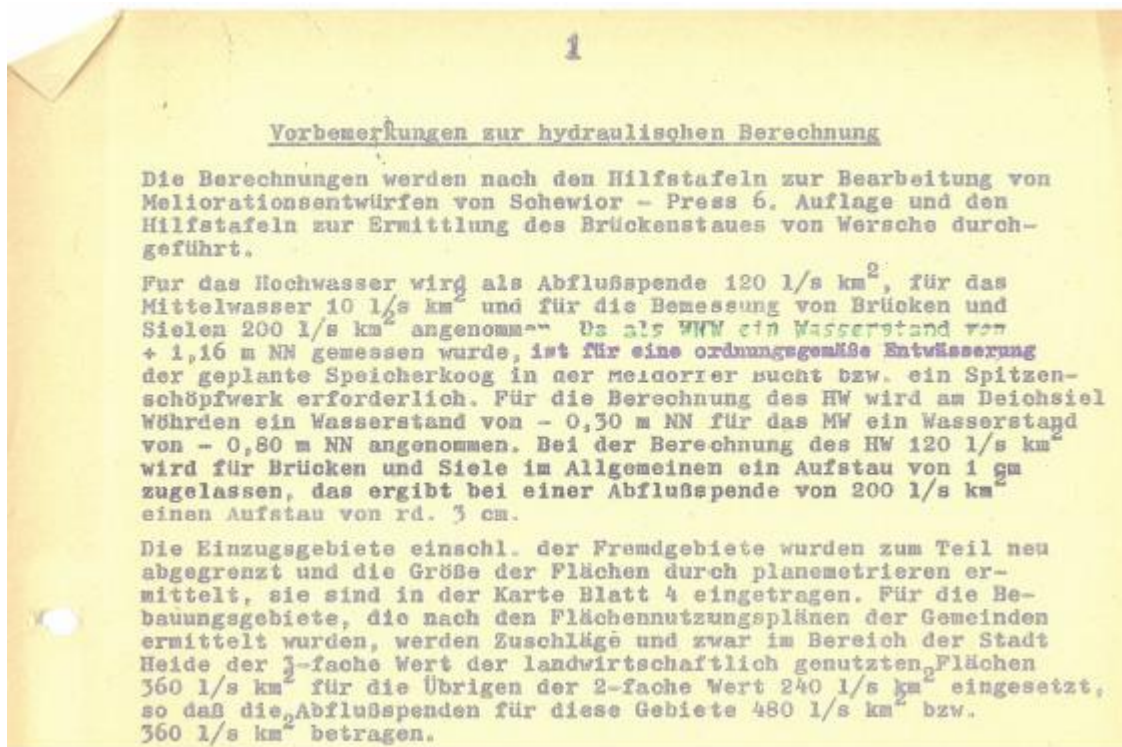 1
Vorbemerkungen zur hydraulischen Berechnung
Die Berechnungen werden nach den Hilfstafeln zur Bearbeitung von
Meliorationsentwürfen von Schewior - Press 6. Auflage und den
Hilfstafeln zur Ermittlung des Brückenstaues von Wersche durch-
geführt.
Fur das Hochwasser wird als Abflußspende 120 l/s km², für das
Mittelwasser 10 l/s km² und für die Bemessung von Brücken und
Sielen 200 l/s km² angenommen Da als MHW ein Wasserstand von
+ 1,16 m NN gemessen wurde, ist für eine ordnungsgemäße Entwässerung
der geplante Speicherkoog in der Meldorfer Bucht bzw. ein Spitzen-
schöpfwerk erforderlich. Für die Berechnung des HW wird am Deichsiel
Wöhrden ein Wasserstand von - 0,30 m NN für das MW ein Wasserstand
von - 0,80 m NN angenommen. Bei der Berechnung des HW 120 l/s km²
wird für Brücken und Siele im Allgemeinen ein Aufstau von 1 cm
zugelassen, das ergibt bei einer Abflußspende von 200 l/s km²
einen Aufstau von rd. 3 cm.
Die Einzugsgebiete einschl. der Fremdgebiete wurden zum Teil neu
abgegrenzt und die Größe der Flächen durch planemetrieren er-
mittelt, sie sind in der Karte Blatt 4 eingetragen. Für die Be-
bauungsgebiete, die nach den Flächennutzungsplänen der Gemeinden
ermittelt wurden, werden Zuschläge und zwar im Bereich der Stadt
Heide der 3-fache Wert der landwirtschaftlich genutzten Flächen
360 l/s km² für die Übrigen der 2-fache Wert 240 l/s km² eingesetzt,
so daß die Abflußspenden für diese Gebiete 480 l/s km² bzw.
360 l/s km² betragen.